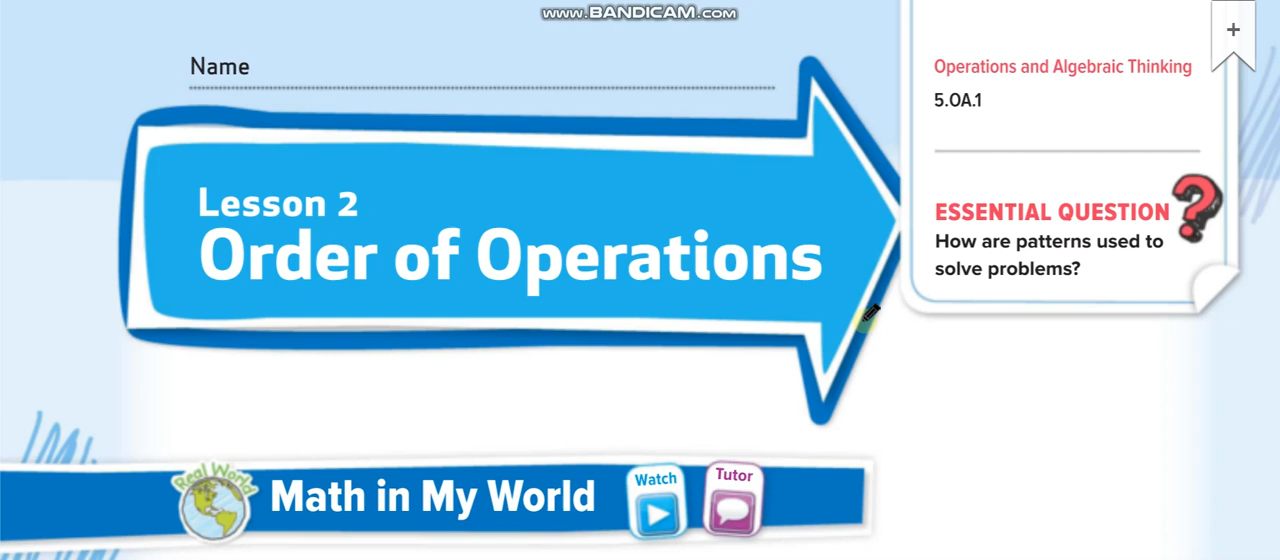 www.BANDICAM.com
Name
Lesson 2
Order of Operations
Operations and Algebraic Thinking
5.OA.1
ESSENTIAL QUESTION
How are patterns used to
solve problems?
Real World
Math in My World
Watch
Tutor